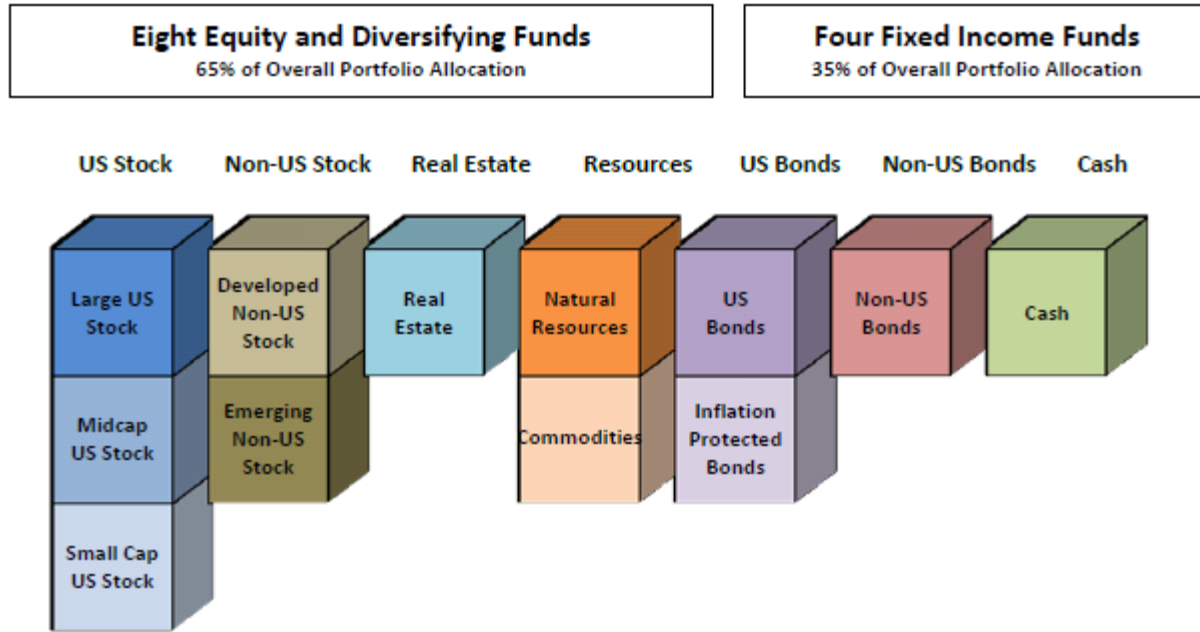 Eight Equity and Diversifying Funds
65% of Overall Portfolio Allocation
Four Fixed Income Funds
35% of Overall Portfolio Allocation
US Stock
Non-US Stock
Real Estate
Resources
US Bonds
Non-US Bonds
Cash
Large US
Stock
Midcap
US Stock
Small Cap
US Stock
Developed
Non-US
Stock
Emerging
Non-US
Stock
Real
Estate
Natural
Resources
Commodities
US
Bonds
Inflation
Protected
Bonds
Non-US
Bonds
Cash